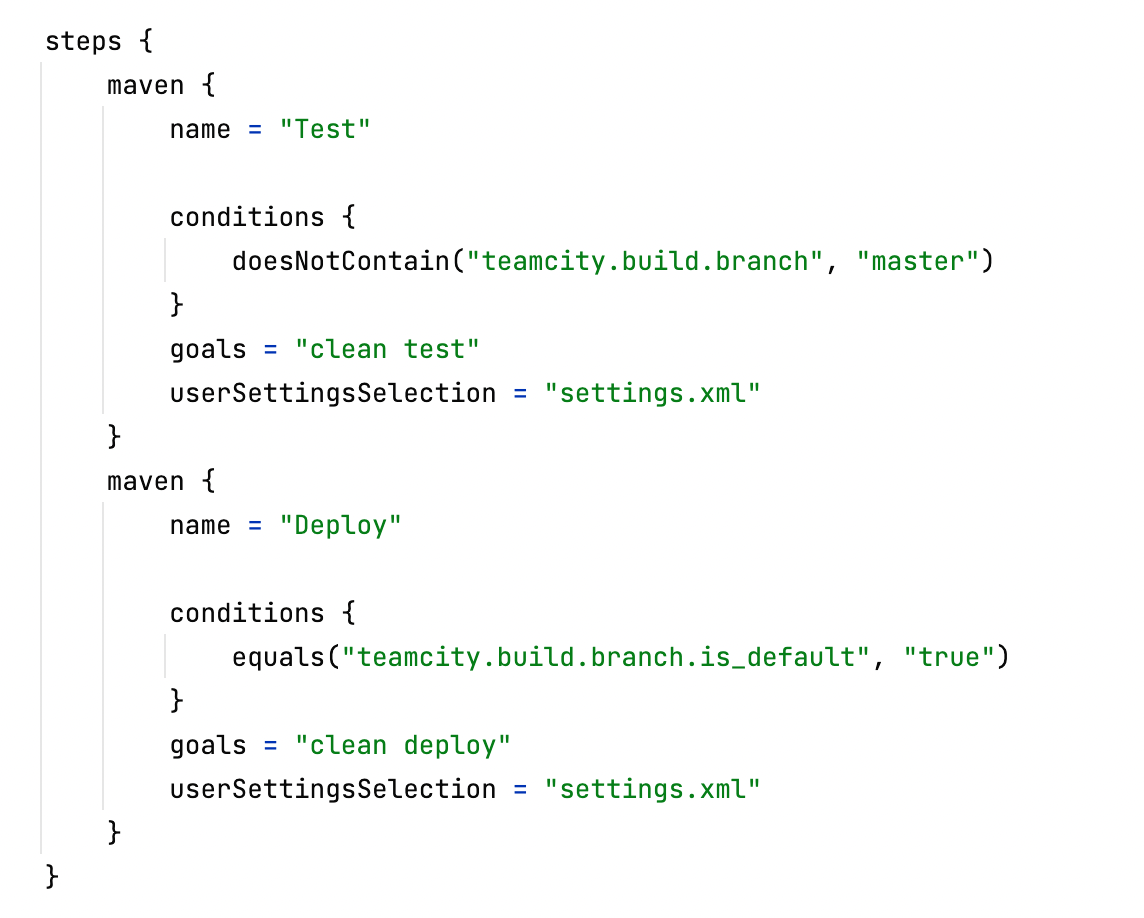 steps {
    maven {
        name = "Test"

        conditions {
            doesNotContain("teamcity.build.branch", "master")
        }
        goals = "clean test"
        userSettingsSelection = "settings.xml"
    }
    maven {
        name = "Deploy"

        conditions {
            equals("teamcity.build.branch.is_default", "true")
        }
        goals = "clean deploy"
        userSettingsSelection = "settings.xml"
    }
}